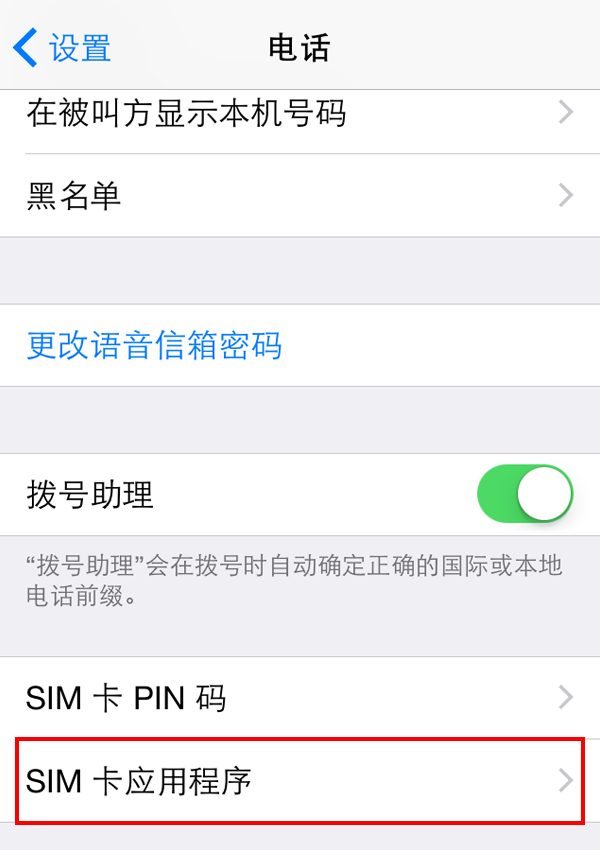 设置
电话
在被叫方显示本机号码
黑名单
更改语音信箱密码
拨号助理
“拨号助理”会在拨号时自动确定正确的国际或本地
电话前缀。
SIM 卡 PIN 码
SIM 卡应用程序